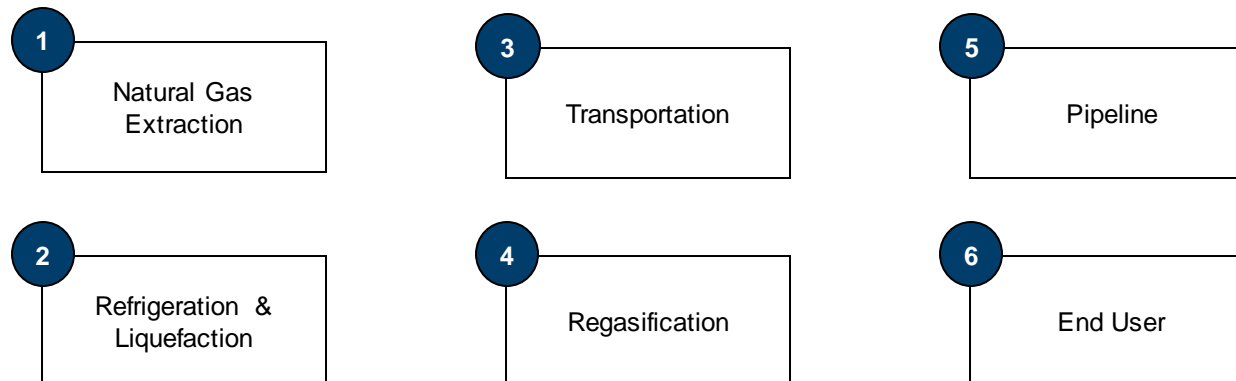 1
Natural Gas
Extraction
2
Refrigeration &
Liquefaction
3
Transportation
4
Regasification
5
Pipeline
6
End User